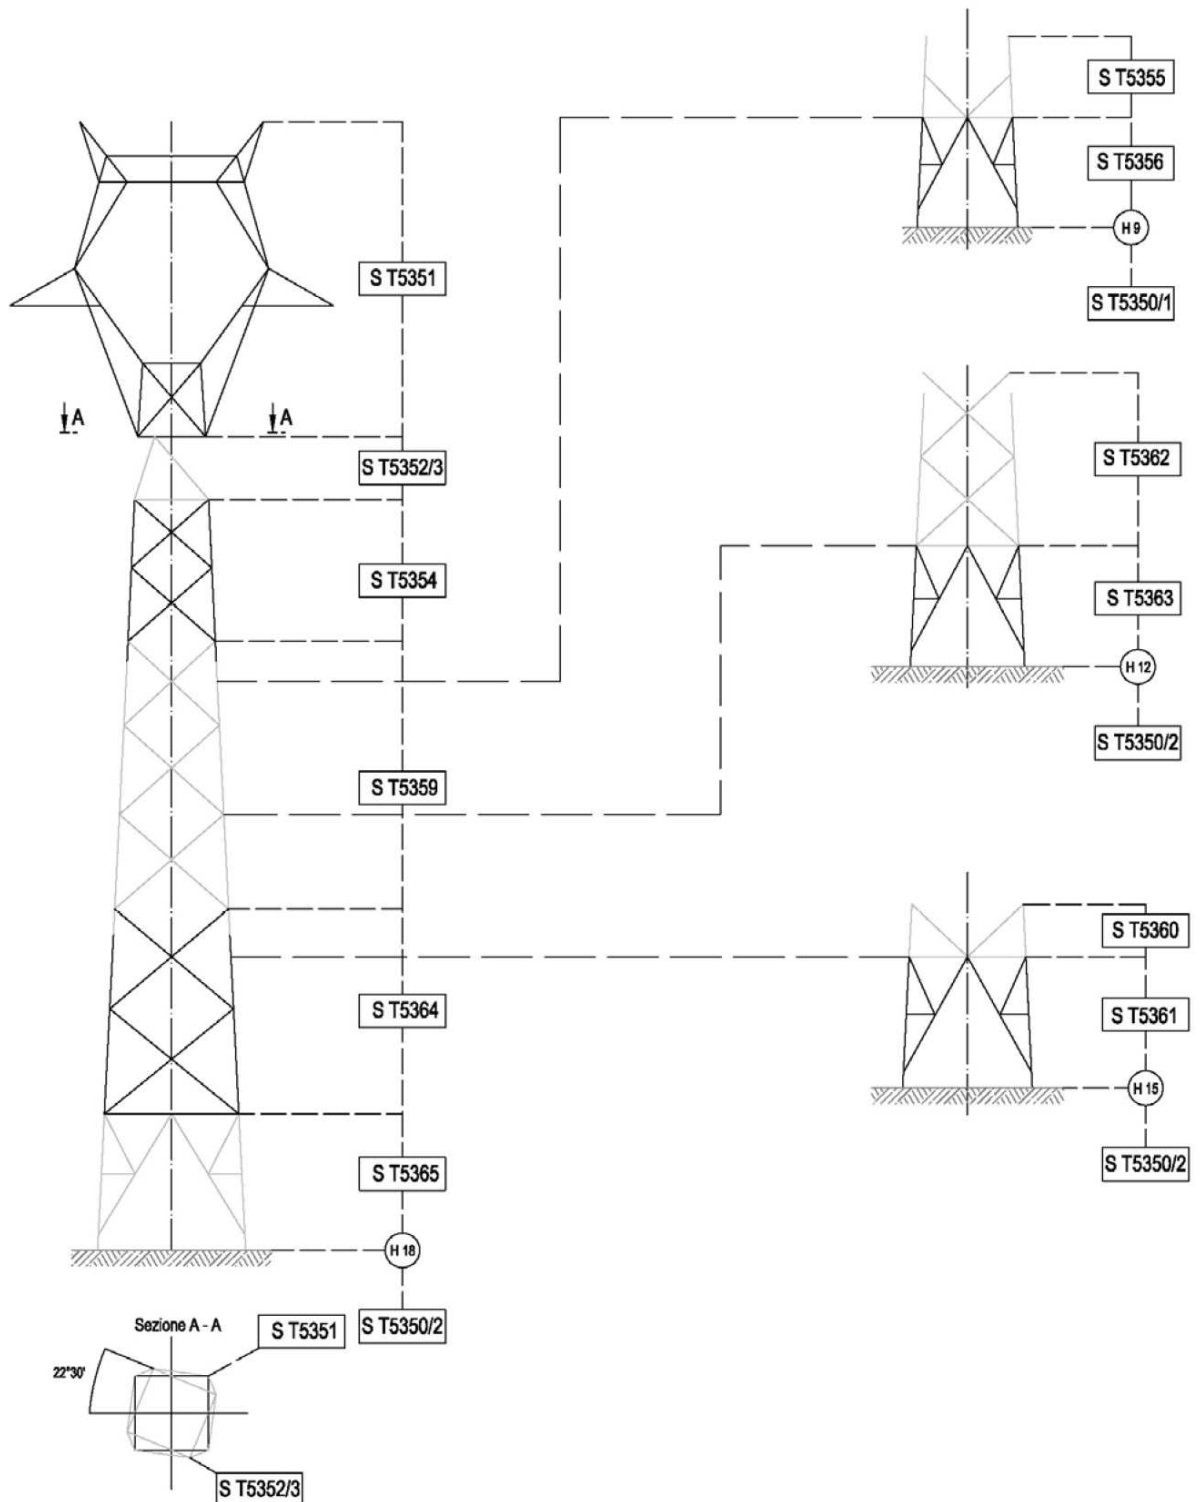 S T5351
A
A
S T5352/3
S T5354
S T5359
S T5364
S T5365
H 18
S T5350/2
Sezione A - A
S T5351
22°30'
S T5352/3
S T5355
S T5356
H 9
S T5350/1
S T5362
S T5363
H 12
S T5350/2
S T5360
S T5361
H 15
S T5350/2